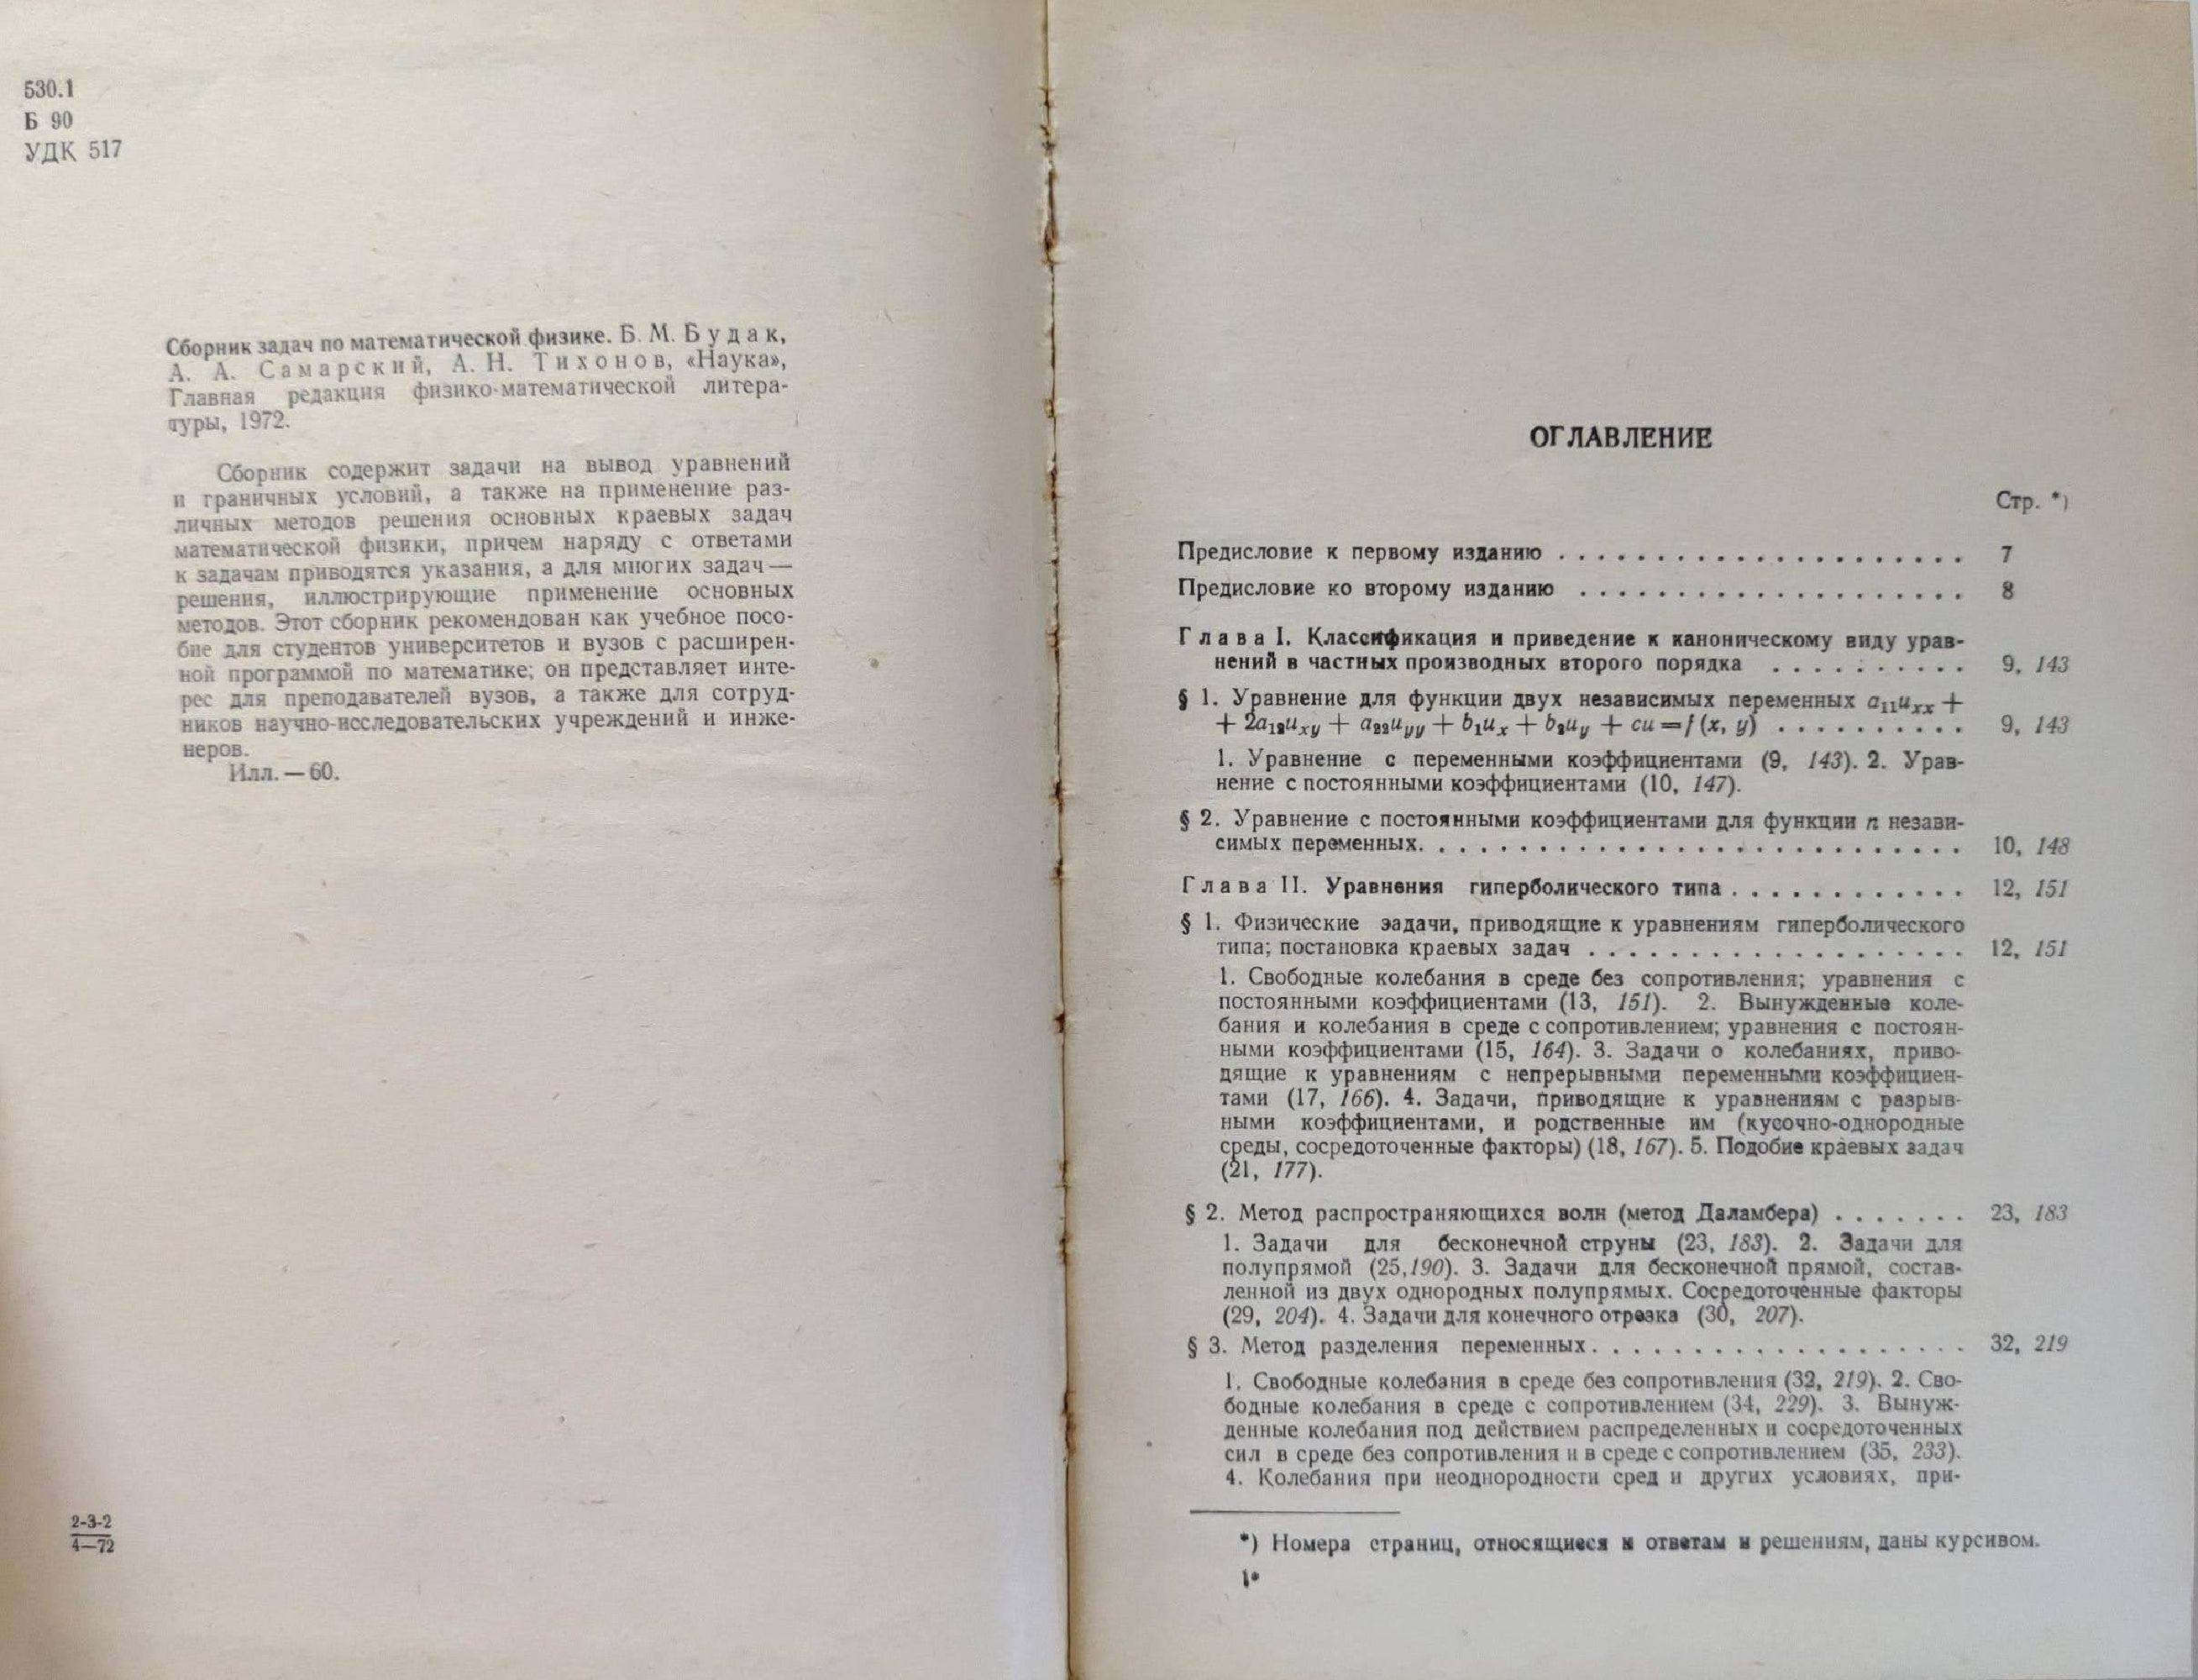 530.1
Б 90
УДК 517
Сборник задач по математической физике. Б. М. Будак,
А. А. Самарский, А. Н. Тихонов, «Наука»,
Главная редакция физико-математической литера-
туры, 1972.
Сборник содержит задачи на вывод уравнений
и граничных условий, а также на применение раз-
личных методов решения основных краевых задач
математической физики, причем наряду с ответами
к задачам приводятся указания, а для многих задач —
решения, иллюстрирующие применение основных
методов. Этот сборник рекомендован как учебное посо-
бие для студентов университетов и вузов с расширен-
ной программой по математике; он представляет инте-
рес для преподавателей вузов, а также для сотруд-
ников научно-исследовательских учреждений и инже-
неров.
Илл. — 60.
2-3-2
4—72
ОГЛАВЛЕНИЕ
Стр. *)
Предисловие к первому изданию . . . . . . . . . . . . . . . . . . . . 7
Предисловие ко второму изданию . . . . . . . . . . . . . . . . . . . 8
Глава I. Классификация и приведение к каноническому виду урав-
нений в частных производных второго порядка . . . . . . . . . . 9, 143
§ 1. Уравнение для функции двух независимых переменных a₁₁uₓₓ +
+ 2a₁₂uxy + a₂₂uyy + b₁ux + b₂uy + cu = f (x, y) . . . . . . . . . . 9, 143
1. Уравнение с переменными коэффициентами (9, 143). 2. Урав-
нение с постоянными коэффициентами (10, 147).
§ 2. Уравнение с постоянными коэффициентами для функции n незави-
симых переменных. . . . . . . . . . . . . . . . . . . . . . . . . . . 10, 148
Глава II. Уравнения гиперболического типа . . . . . . . . . . . . 12, 151
§ 1. Физические задачи, приводящие к уравнениям гиперболического
типа; постановка краевых задач . . . . . . . . . . . . . . . . . . . 12, 151
1. Свободные колебания в среде без сопротивления; уравнения с
постоянными коэффициентами (13, 151). 2. Вынужденные коле-
бания и колебания в среде с сопротивлением; уравнения с постоян-
ными коэффициентами (15, 164). 3. Задачи о колебаниях, приво-
дящие к уравнениям с непрерывными переменными коэффициен-
тами (17, 166). 4. Задачи, приводящие к уравнениям с разрыв-
ными коэффициентами, и родственные им (кусочно-однородные
среды, сосредоточенные факторы) (18, 167). 5. Подобие краевых задач
(21, 177).
§ 2. Метод распространяющихся волн (метод Даламбера) . . . . . . . 23, 183
1. Задачи для бесконечной струны (23, 183). 2. Задачи для
полупрямой (25,190). 3. Задачи для бесконечной прямой, состав-
ленной из двух однородных полупрямых. Сосредоточенные факторы
(29, 204). 4. Задачи для конечного отрезка (30, 207).
§ 3. Метод разделения переменных. . . . . . . . . . . . . . . . . . . 32, 219
1. Свободные колебания в среде без сопротивления (32, 219). 2. Сво-
бодные колебания в среде с сопротивлением (34, 229). 3. Вынуж-
денные колебания под действием распределенных и сосредоточенных
сил в среде без сопротивления и в среде с сопротивлением (35, 233).
4. Колебания при неоднородности сред и других условиях, при-
*) Номера страниц, относящиеся к ответам и решениям, даны курсивом.
1*